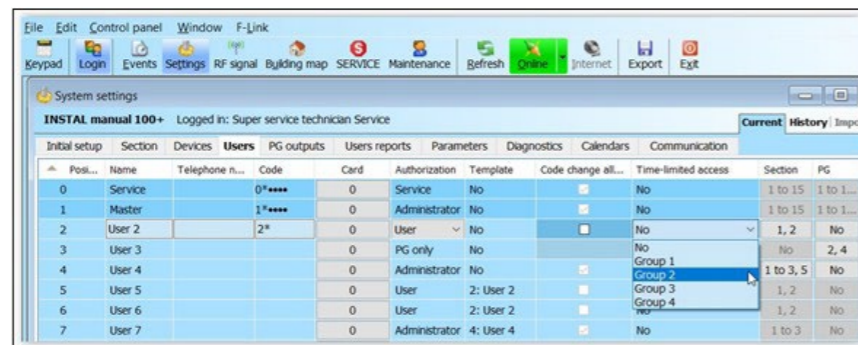 File Edit Control panel Window F-Link
Keypad Login Events Settings RF signal Building map SERVICE Maintenance Refresh Online Internet Export Exit
System settings
INSTAL manual 100+ Logged in: Super service technician Service Current History Impo
Initial setup Section Devices Users PG outputs Users reports Parameters Diagnostics Calendars Communication
Posi... Name Telephone n... Code Card Authorization Template Code change all... Time-limited access Section PG
0 Service 0*•••• 0 Service No No 1 to 15 1 to 1...
1 Master 1*•••• 0 Administrator No No 1 to 15 1 to 1...
2 User 2 2* 0 User No No 1, 2 No
3 User 3 0 PG only No No No 2, 4
Group 1
4 User 4 0 Administrator No Group 2 1 to 3, 5 No
5 User 5 0 User 2: User 2 Group 3 1, 2 No
Group 4
6 User 6 0 User 2: User 2 1, 2 No
7 User 7 0 Administrator 4: User 4 No 1 to 3 No